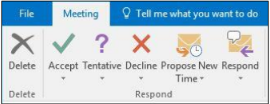 File Meeting Tell me what you want to do
Delete Accept Tentative Decline Propose New Respond
Time
Delete Respond